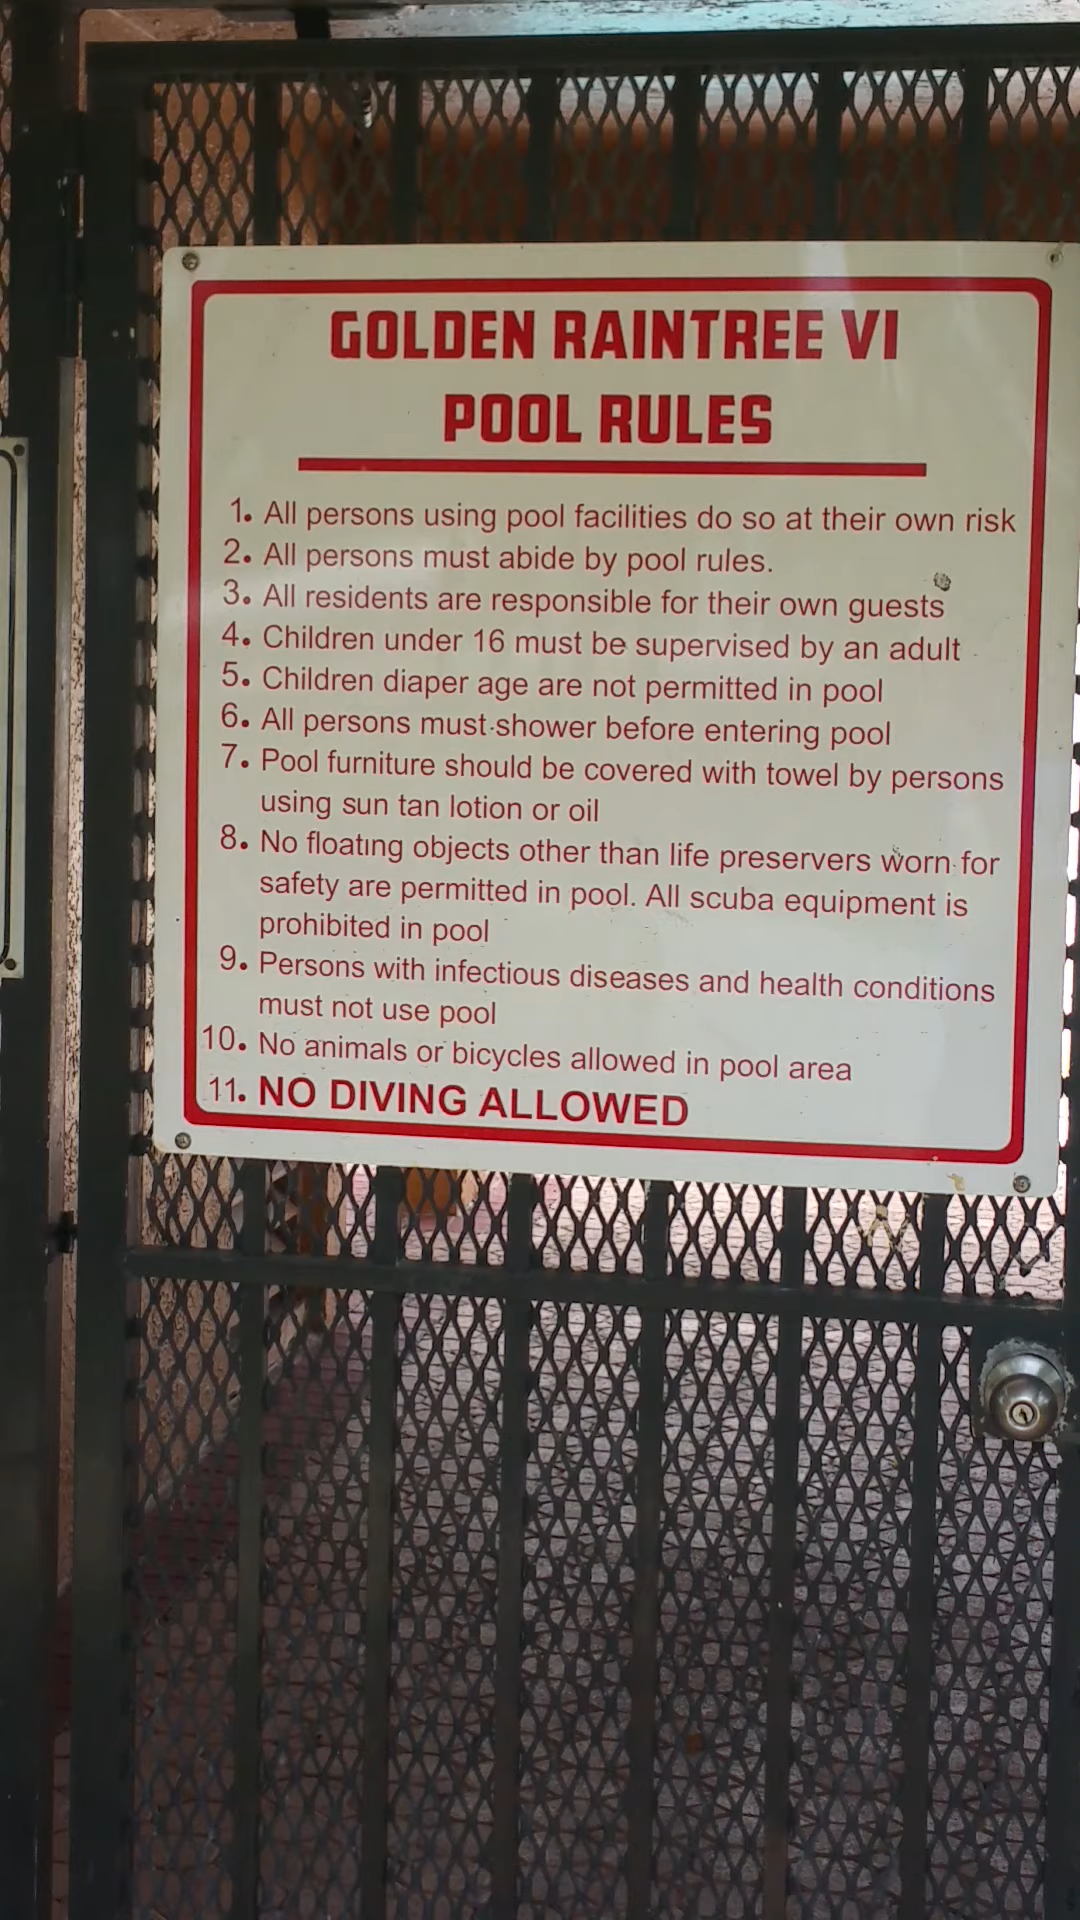 GOLDEN RAINTREE VI
POOL RULES
1. All persons using pool facilities do so at their own risk
2. All persons must abide by pool rules.
3. All residents are responsible for their own guests
4. Children under 16 must be supervised by an adult
5. Children diaper age are not permitted in pool
6. All persons must shower before entering pool
7. Pool furniture should be covered with towel by persons
using sun tan lotion or oil
8. No floating objects other than life preservers worn for
safety are permitted in pool. All scuba equipment is
prohibited in pool
9. Persons with infectious diseases and health conditions
must not use pool
10. No animals or bicycles allowed in pool area
11. NO DIVING ALLOWED